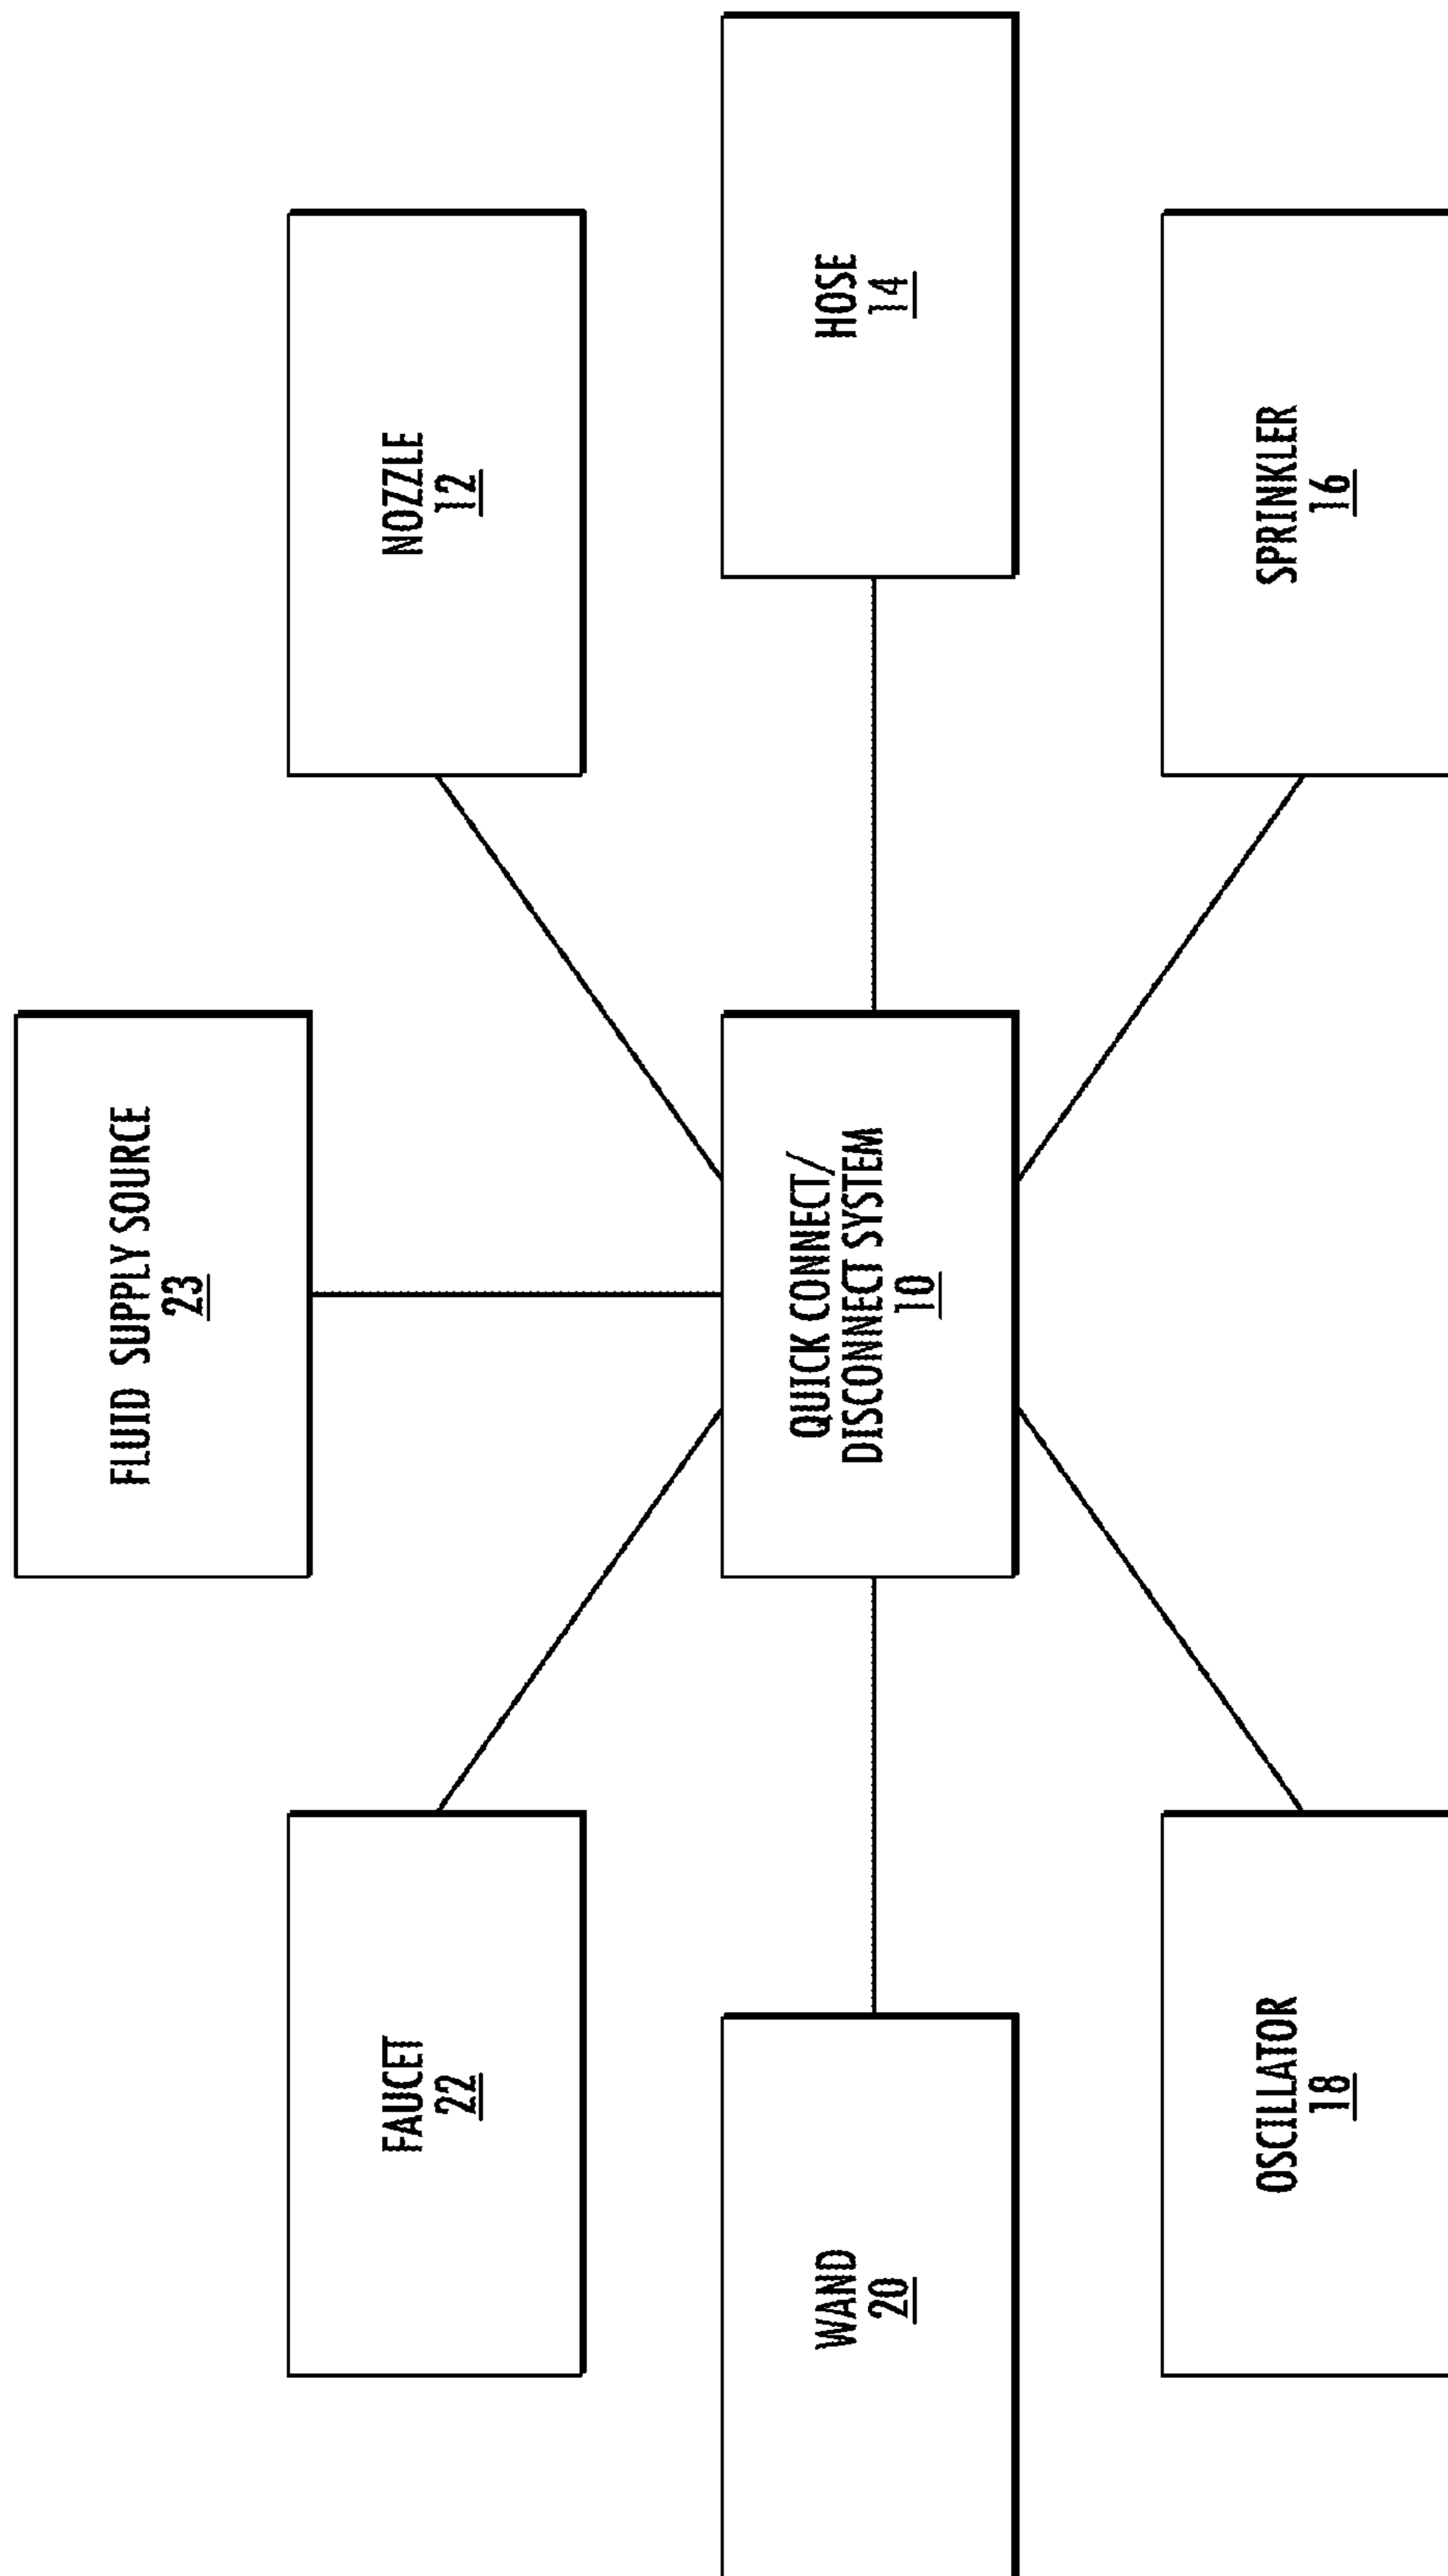 FLUID SUPPLY SOURCE
23
FAUCET
22
NOZZLE
12
WAND
20
QUICK CONNECT/
DISCONNECT SYSTEM
10
HOSE
14
OSCILLATOR
18
SPRINKLER
16